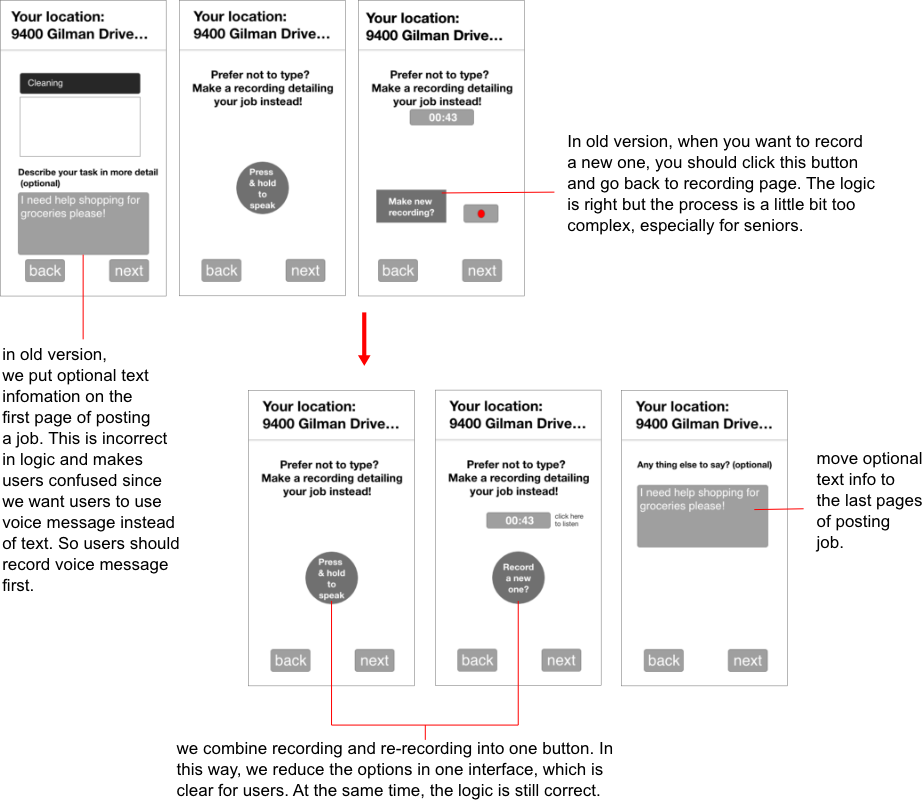 Your location:
9400 Gilman Drive…
Cleaning
Describe your task in more detail
(optional)
I need help shopping for
groceries please!
back
next
Your location:
9400 Gilman Drive…
Prefer not to type?
Make a recording detailing
your job instead!
Press
& hold
to
speak
back
next
Your location:
9400 Gilman Drive…
Prefer not to type?
Make a recording detailing
your job instead!
00:43
Make new
recording?
back
next
In old version, when you want to record
a new one, you should click this button
and go back to recording page. The logic
is right but the process is a little bit too
complex, especially for seniors.
in old version,
we put optional text
infomation on the
first page of posting
a job. This is incorrect
in logic and makes
users confused since
we want users to use
voice message instead
of text. So users should
record voice message
first.
Your location:
9400 Gilman Drive…
Prefer not to type?
Make a recording detailing
your job instead!
Press
& hold
to
speak
back
next
Your location:
9400 Gilman Drive…
Prefer not to type?
Make a recording detailing
your job instead!
00:43
click here
to listen
Record
a new
one?
back
next
Your location:
9400 Gilman Drive…
Any thing else to say? (optional)
I need help shopping for
groceries please!
back
next
move optional
text info to
the last pages
of posting
job.
we combine recording and re-recording into one button. In
this way, we reduce the options in one interface, which is
clear for users. At the same time, the logic is still correct.